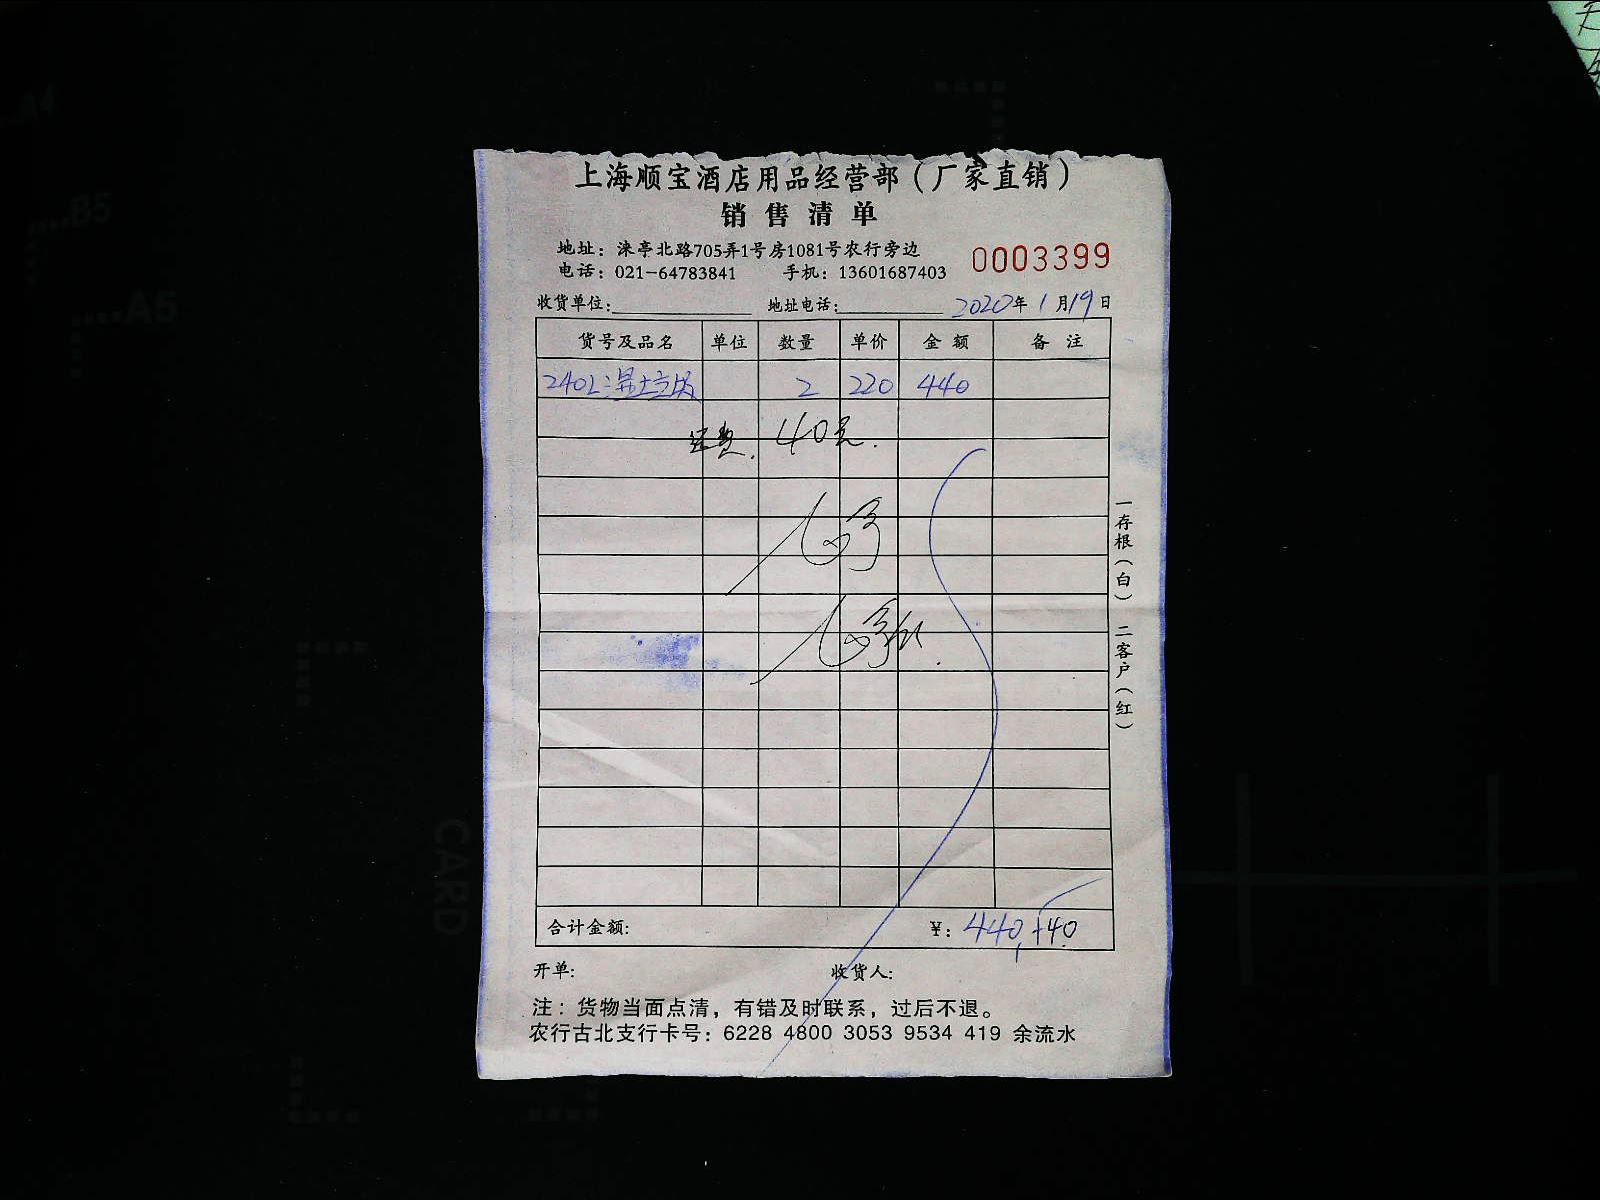 上海顺宝酒店用品经营部（厂家直销）
销售清单
地址：涞亭北路705弄1号房1081号农行旁边
电话：021-64783841 手机：13601687403
0003399
收货单位： 地址电话： 2020年1月19日
货号及品名 单位 数量 单价 金额 备注
240L 2 220 440
运费. 40元.
合计金额： ¥：440,+40
开单： 收货人：
注：货物当面点清，有错及时联系，过后不退。
农行古北支行卡号：6228 4800 3053 9534 419 余流水
一存根（白） 二客户（红）
A4
B5
A5
CARD